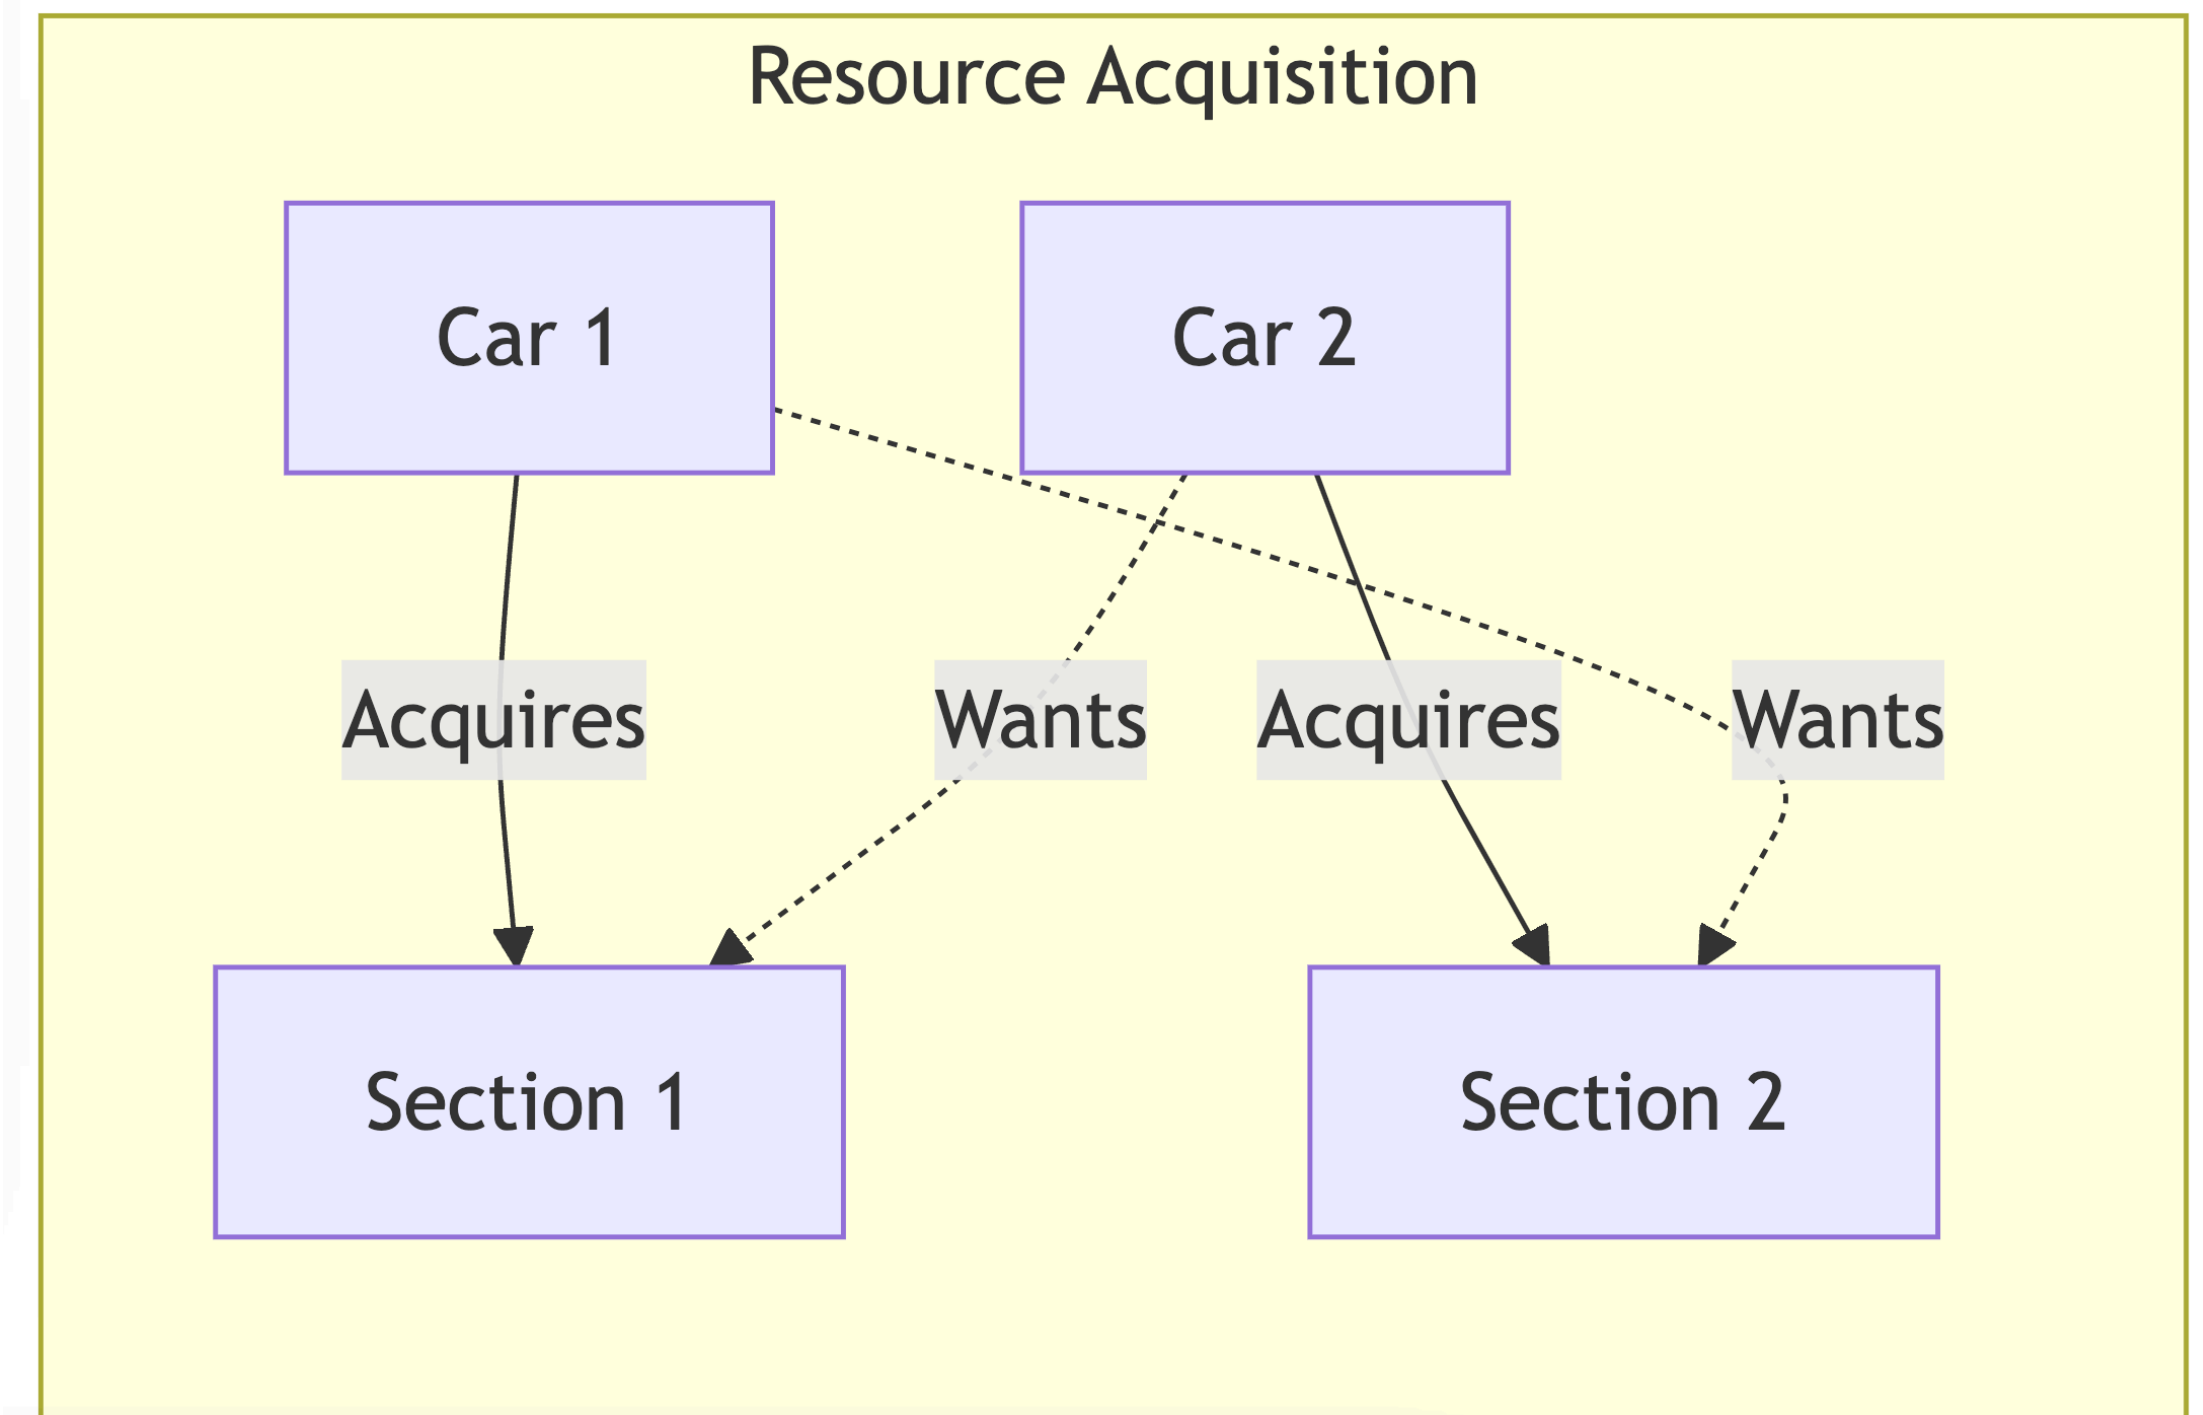 Resource Acquisition
Car 1
Car 2
Acquires
Wants
Acquires
Wants
Section 1
Section 2